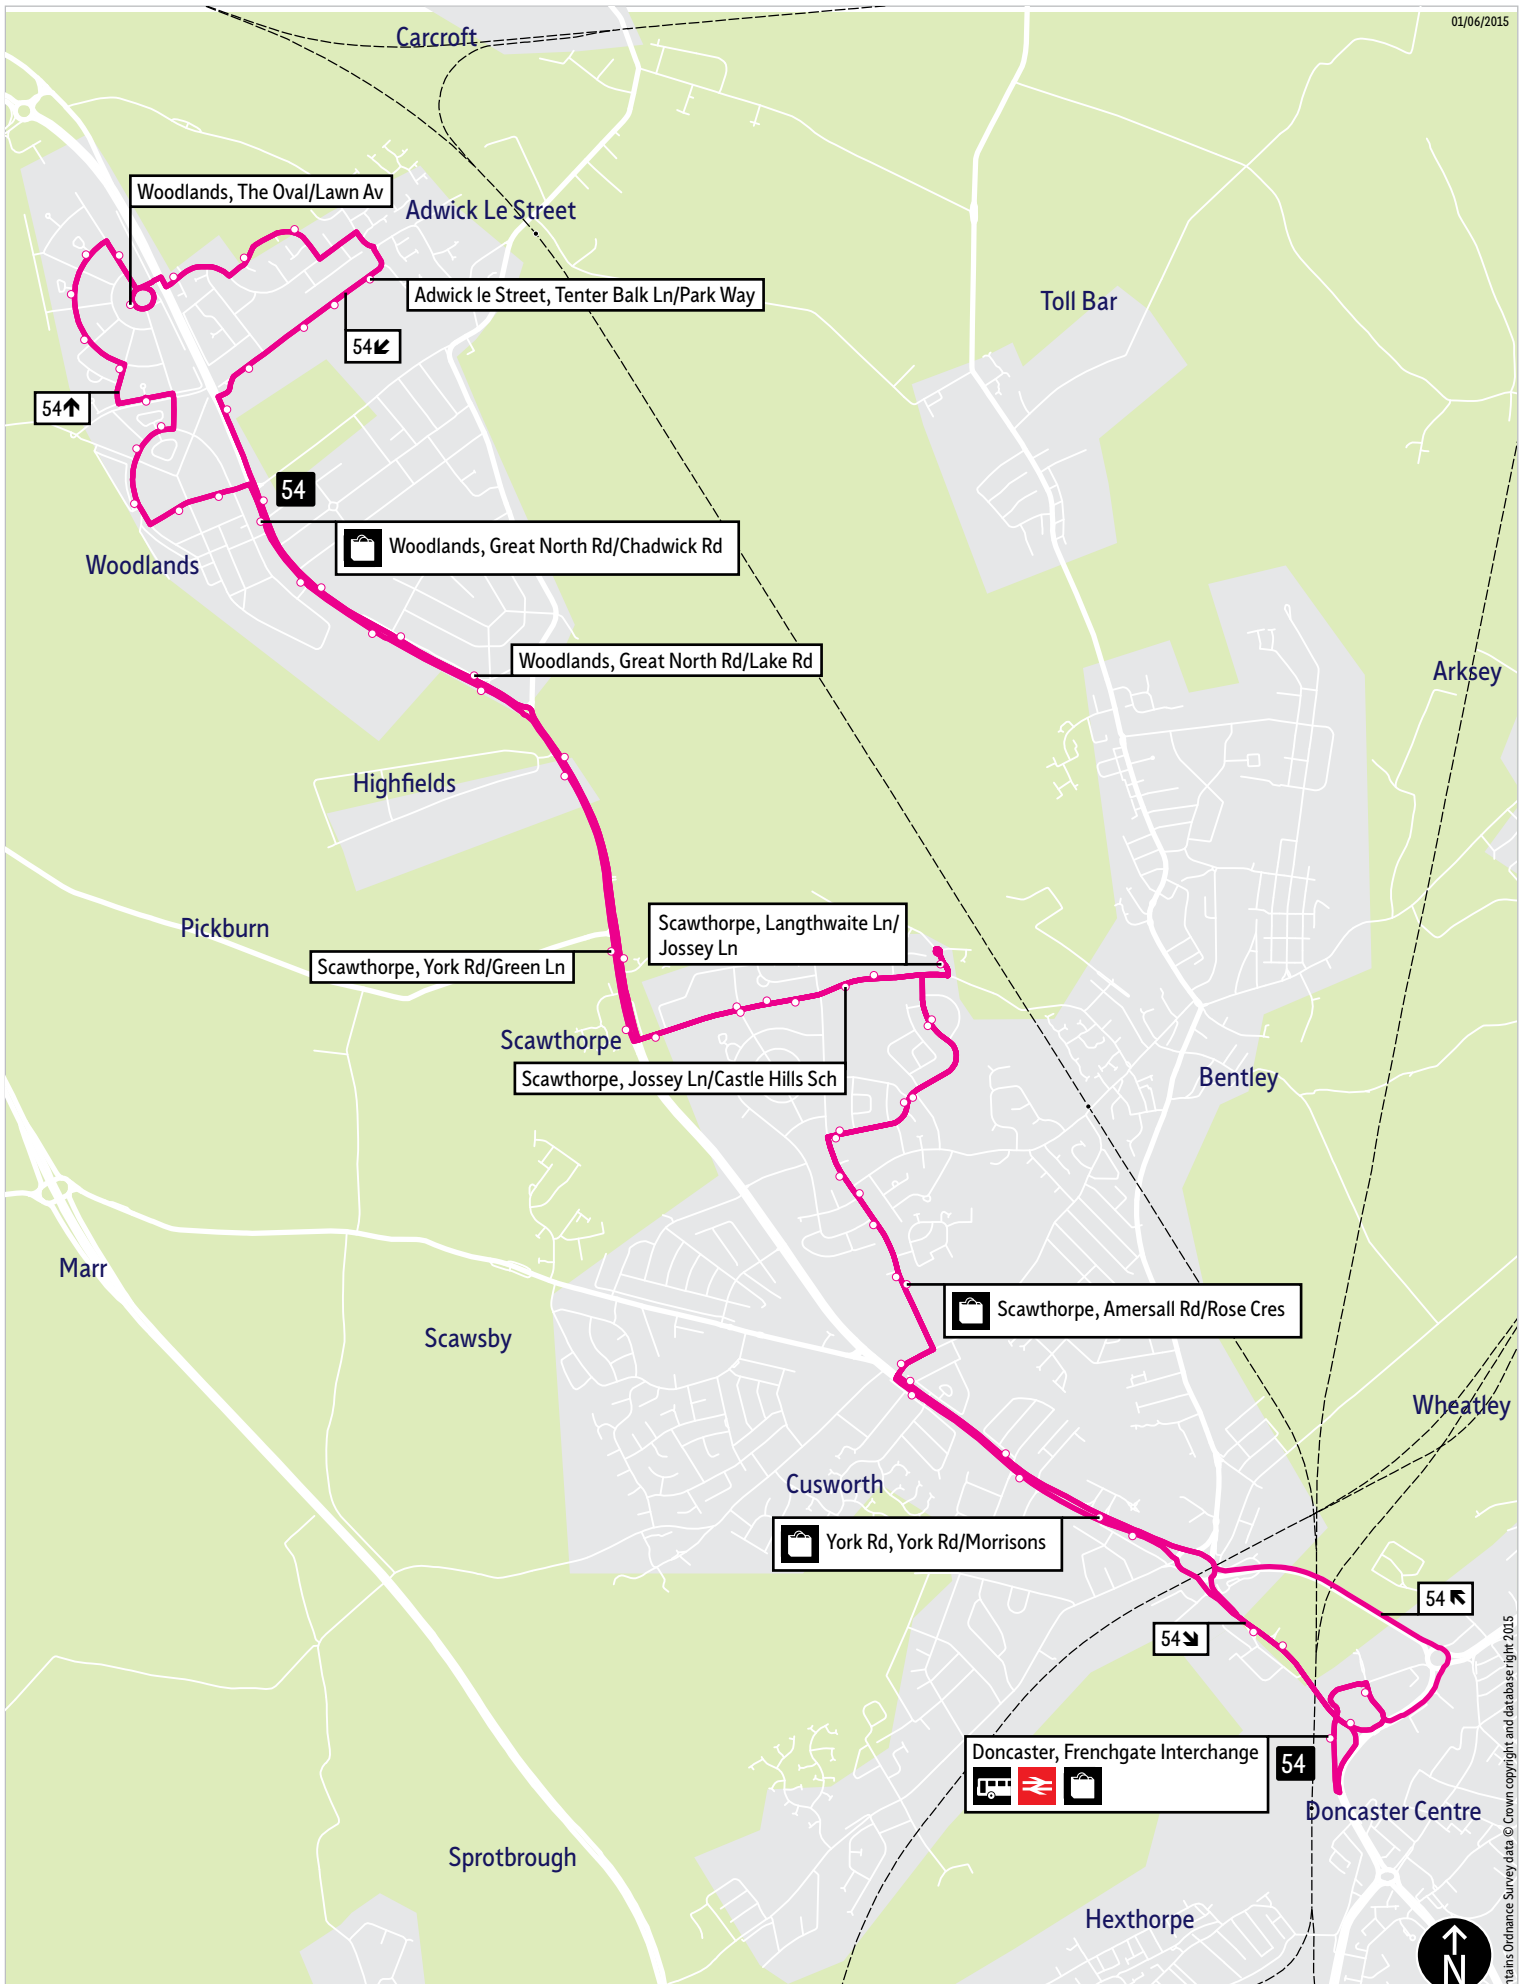 01/06/2015
Carcroft
Woodlands, The Oval/Lawn Av
Adwick Le Street
Adwick le Street, Tenter Balk Ln/Park Way
Toll Bar
54
54
54
Woodlands, Great North Rd/Chadwick Rd
Woodlands
Woodlands, Great North Rd/Lake Rd
Arksey
Highfields
Pickburn
Scawthorpe, Langthwaite Ln/
Jossey Ln
Scawthorpe, York Rd/Green Ln
Scawthorpe
Scawthorpe, Jossey Ln/Castle Hills Sch
Bentley
Marr
Scawthorpe, Amersall Rd/Rose Cres
Scawsby
Wheatley
Cusworth
York Rd, York Rd/Morrisons
54
54
Doncaster, Frenchgate Interchange
54
Doncaster Centre
Sprotbrough
Hexthorpe
N
Ordnance Survey data © Crown copyright and database right 2015